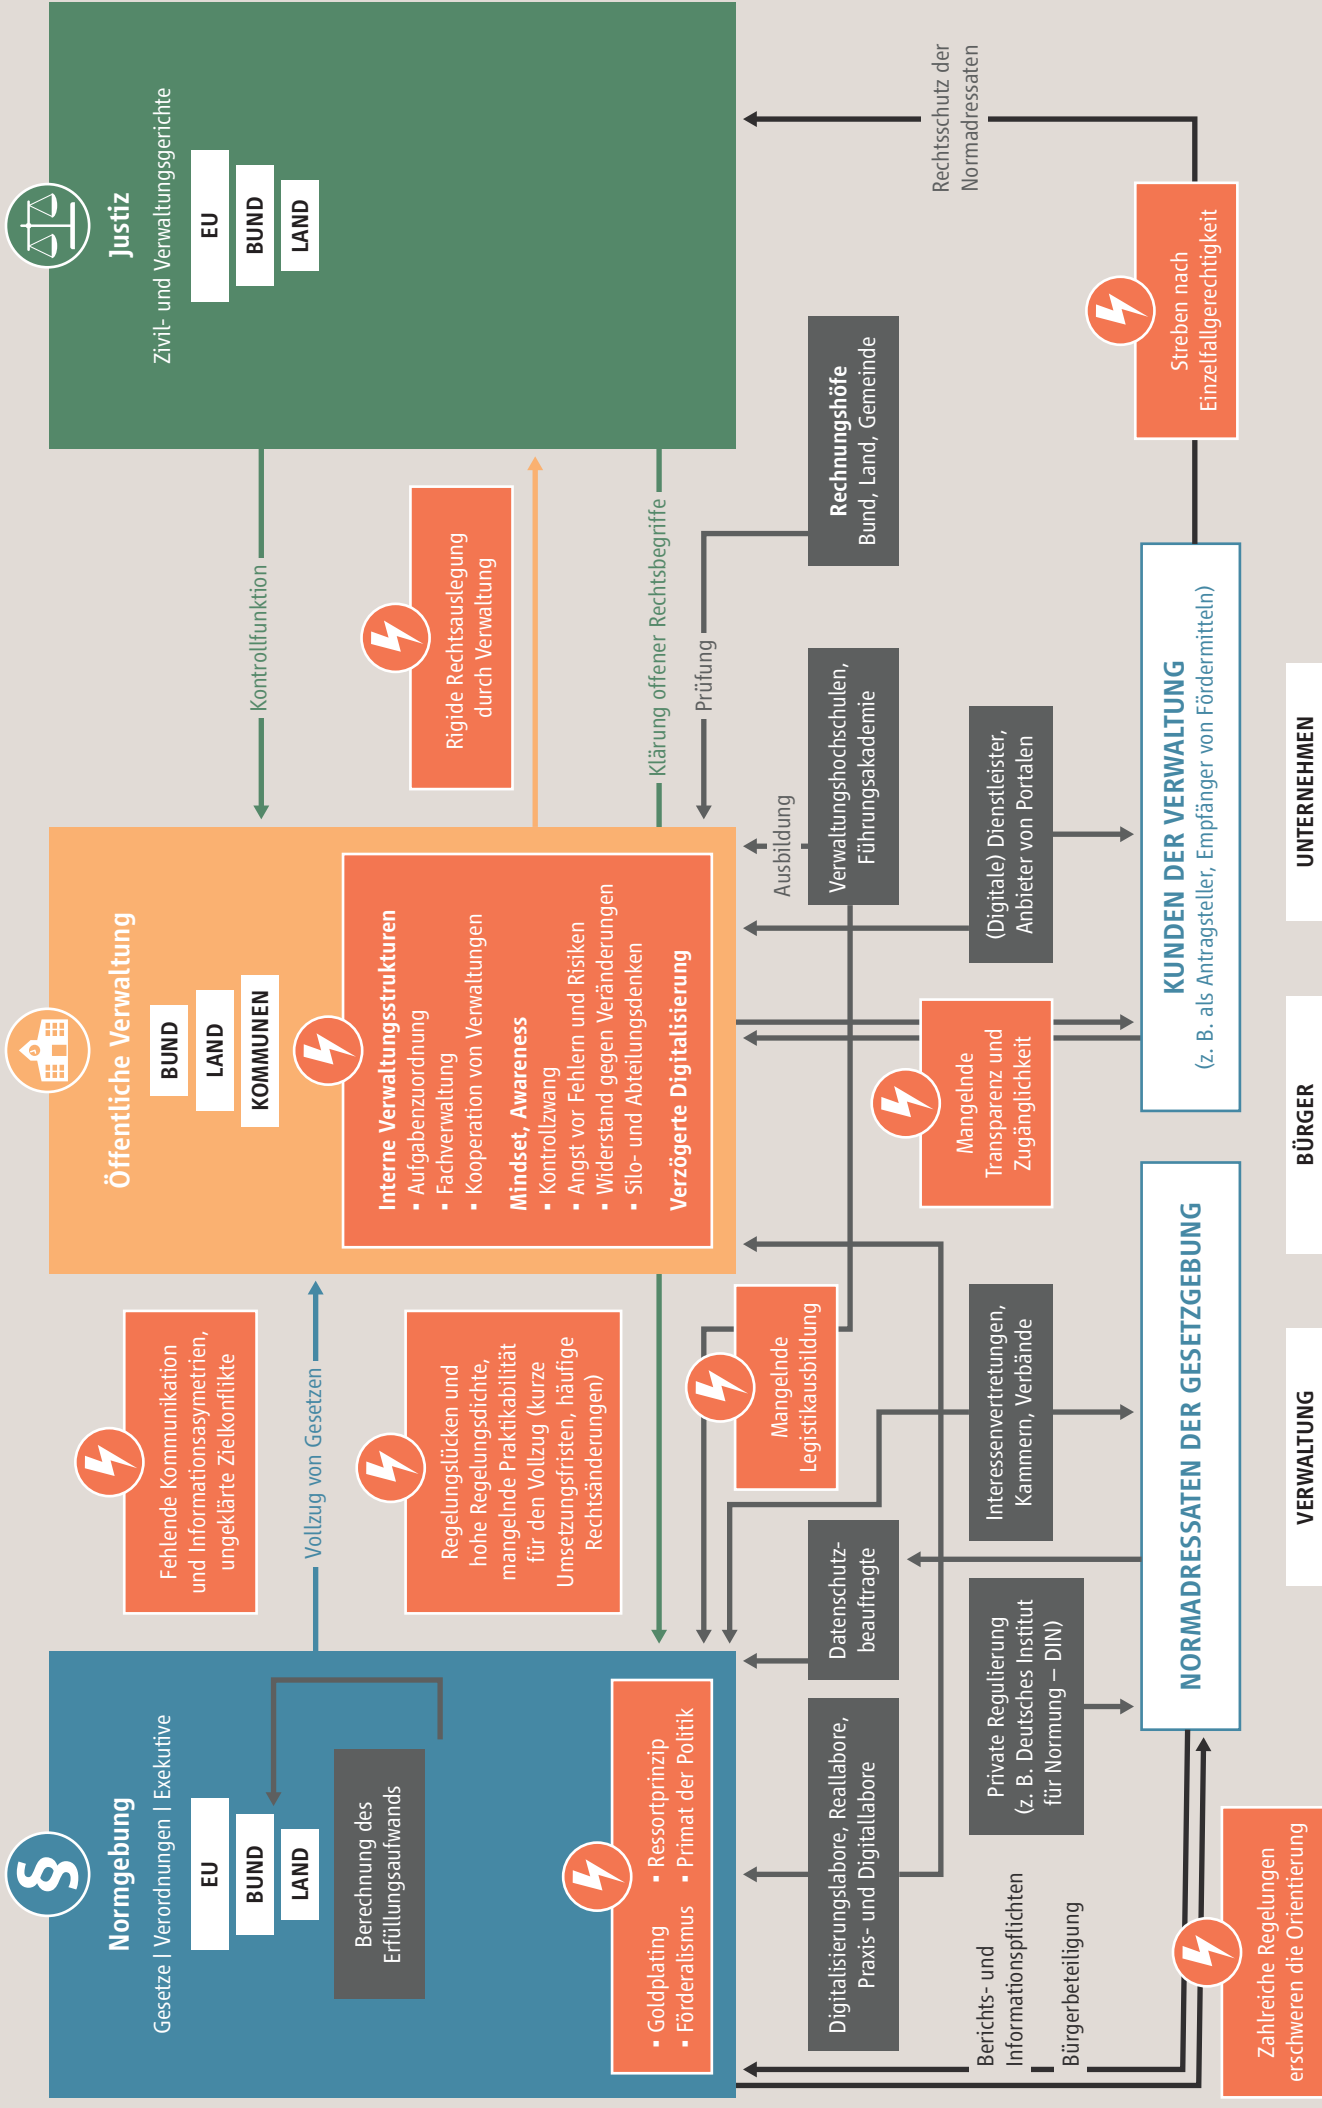 Normgebung
Gesetze | Verordnungen | Exekutive
EU
BUND
LAND
Berechnung des
Erfüllungsaufwands
▪ Goldplating
▪ Förderalismus
▪ Ressortprinzip
▪ Primat der Politik
Fehlende Kommunikation
und Informationsasymetrien,
ungeklärte Zielkonflikte
Vollzug von Gesetzen
Regelungslücken und
hohe Regelungsdichte,
mangelnde Praktikabilität
für den Vollzug (kurze
Umsetzungsfristen, häufige
Rechtsänderungen)
Öffentliche Verwaltung
BUND
LAND
KOMMUNEN
Interne Verwaltungsstrukturen
▪ Aufgabenzuordnung
▪ Fachverwaltung
▪ Kooperation von Verwaltungen
Mindset, Awareness
▪ Kontrollzwang
▪ Angst vor Fehlern und Risiken
▪ Widerstand gegen Veränderungen
▪ Silo- und Abteilungsdenken
Verzögerte Digitalisierung
Kontrollfunktion
Rigide Rechtsauslegung
durch Verwaltung
Klärung offener Rechtsbegriffe
Prüfung
Justiz
Zivil- und Verwaltungsgerichte
EU
BUND
LAND
Digitalisierungslabore, Reallabore,
Praxis- und Digitallabore
Datenschutz-
beauftragte
Mangelnde
Legistikausbildung
Ausbildung
Verwaltungshochschulen,
Führungsakademie
Rechnungshöfe
Bund, Land, Gemeinde
Rechtsschutz der
Normadressaten
Berichts- und
Informationspflichten
Bürgerbeteiligung
Private Regulierung
(z. B. Deutsches Institut
für Normung – DIN)
Interessenvertretungen,
Kammern, Verbände
Mangelnde
Transparenz und
Zugänglichkeit
(Digitale) Dienstleister,
Anbieter von Portalen
Streben nach
Einzelfallgerechtigkeit
Zahlreiche Regelungen
erschweren die Orientierung
NORMADRESSATEN DER GESETZGEBUNG
KUNDEN DER VERWALTUNG
(z. B. als Antragsteller, Empfänger von Fördermitteln)
VERWALTUNG
BÜRGER
UNTERNEHMEN